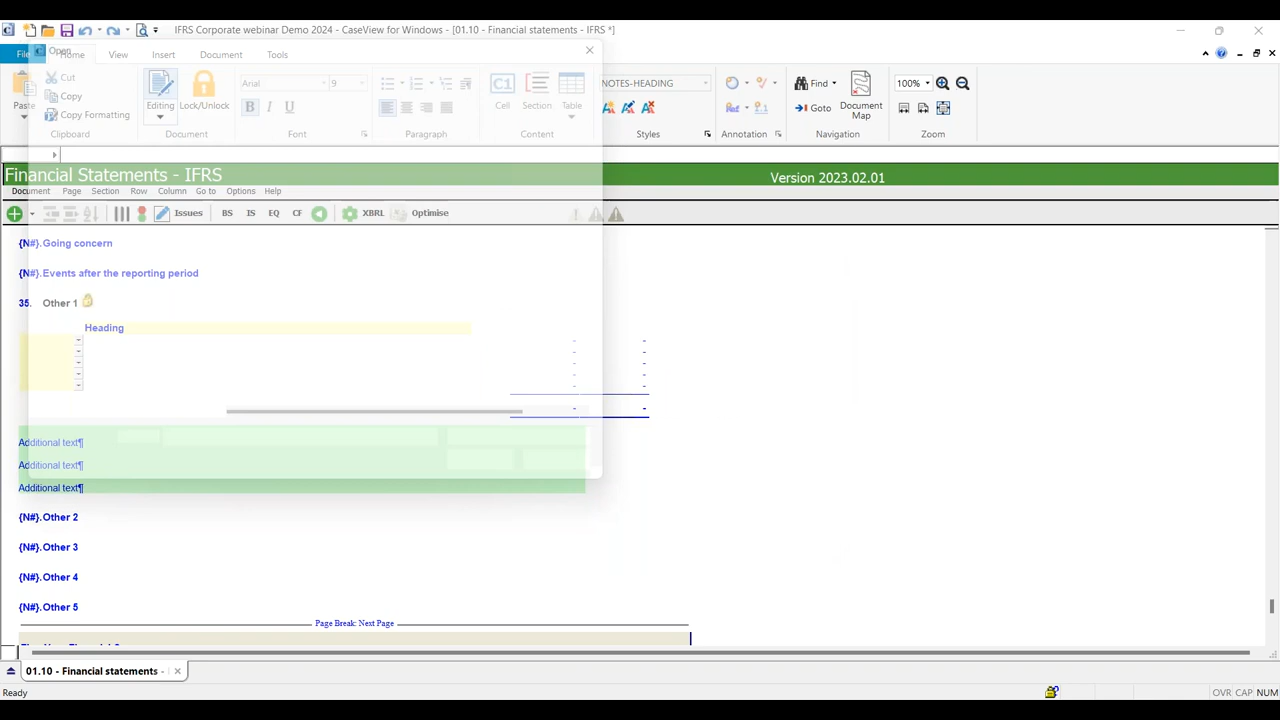 IFRS Corporate webinar Demo 2024 - CaseView for Windows - [01.10 - Financial statements - IFRS *]
File Open Home View Insert Document Tools
Paste
Cut
Copy
Copy Formatting
Clipboard
Editing
Lock/Unlock
Document
Arial 9
B I U
Font
Paragraph
C1
Cell
Section
Table
Content
NOTES-HEADING
Styles
Ref
Annotation
Find
Goto
Document Map
Navigation
100%
Zoom
Financial Statements - IFRS Version 2023.02.01
Document Page Section Row Column Go to Options Help
Issues BS IS EQ CF XBRL Optimise
{N#}. Going concern
{N#}. Events after the reporting period
35. Other 1
Heading
- - -
- - -
- - -
- - -
- - -
- -
Additional text¶
Additional text¶
Additional text¶
{N#}. Other 2
{N#}. Other 3
{N#}. Other 4
{N#}. Other 5
Page Break: Next Page
01.10 - Financial statements -
Ready OVR CAP NUM